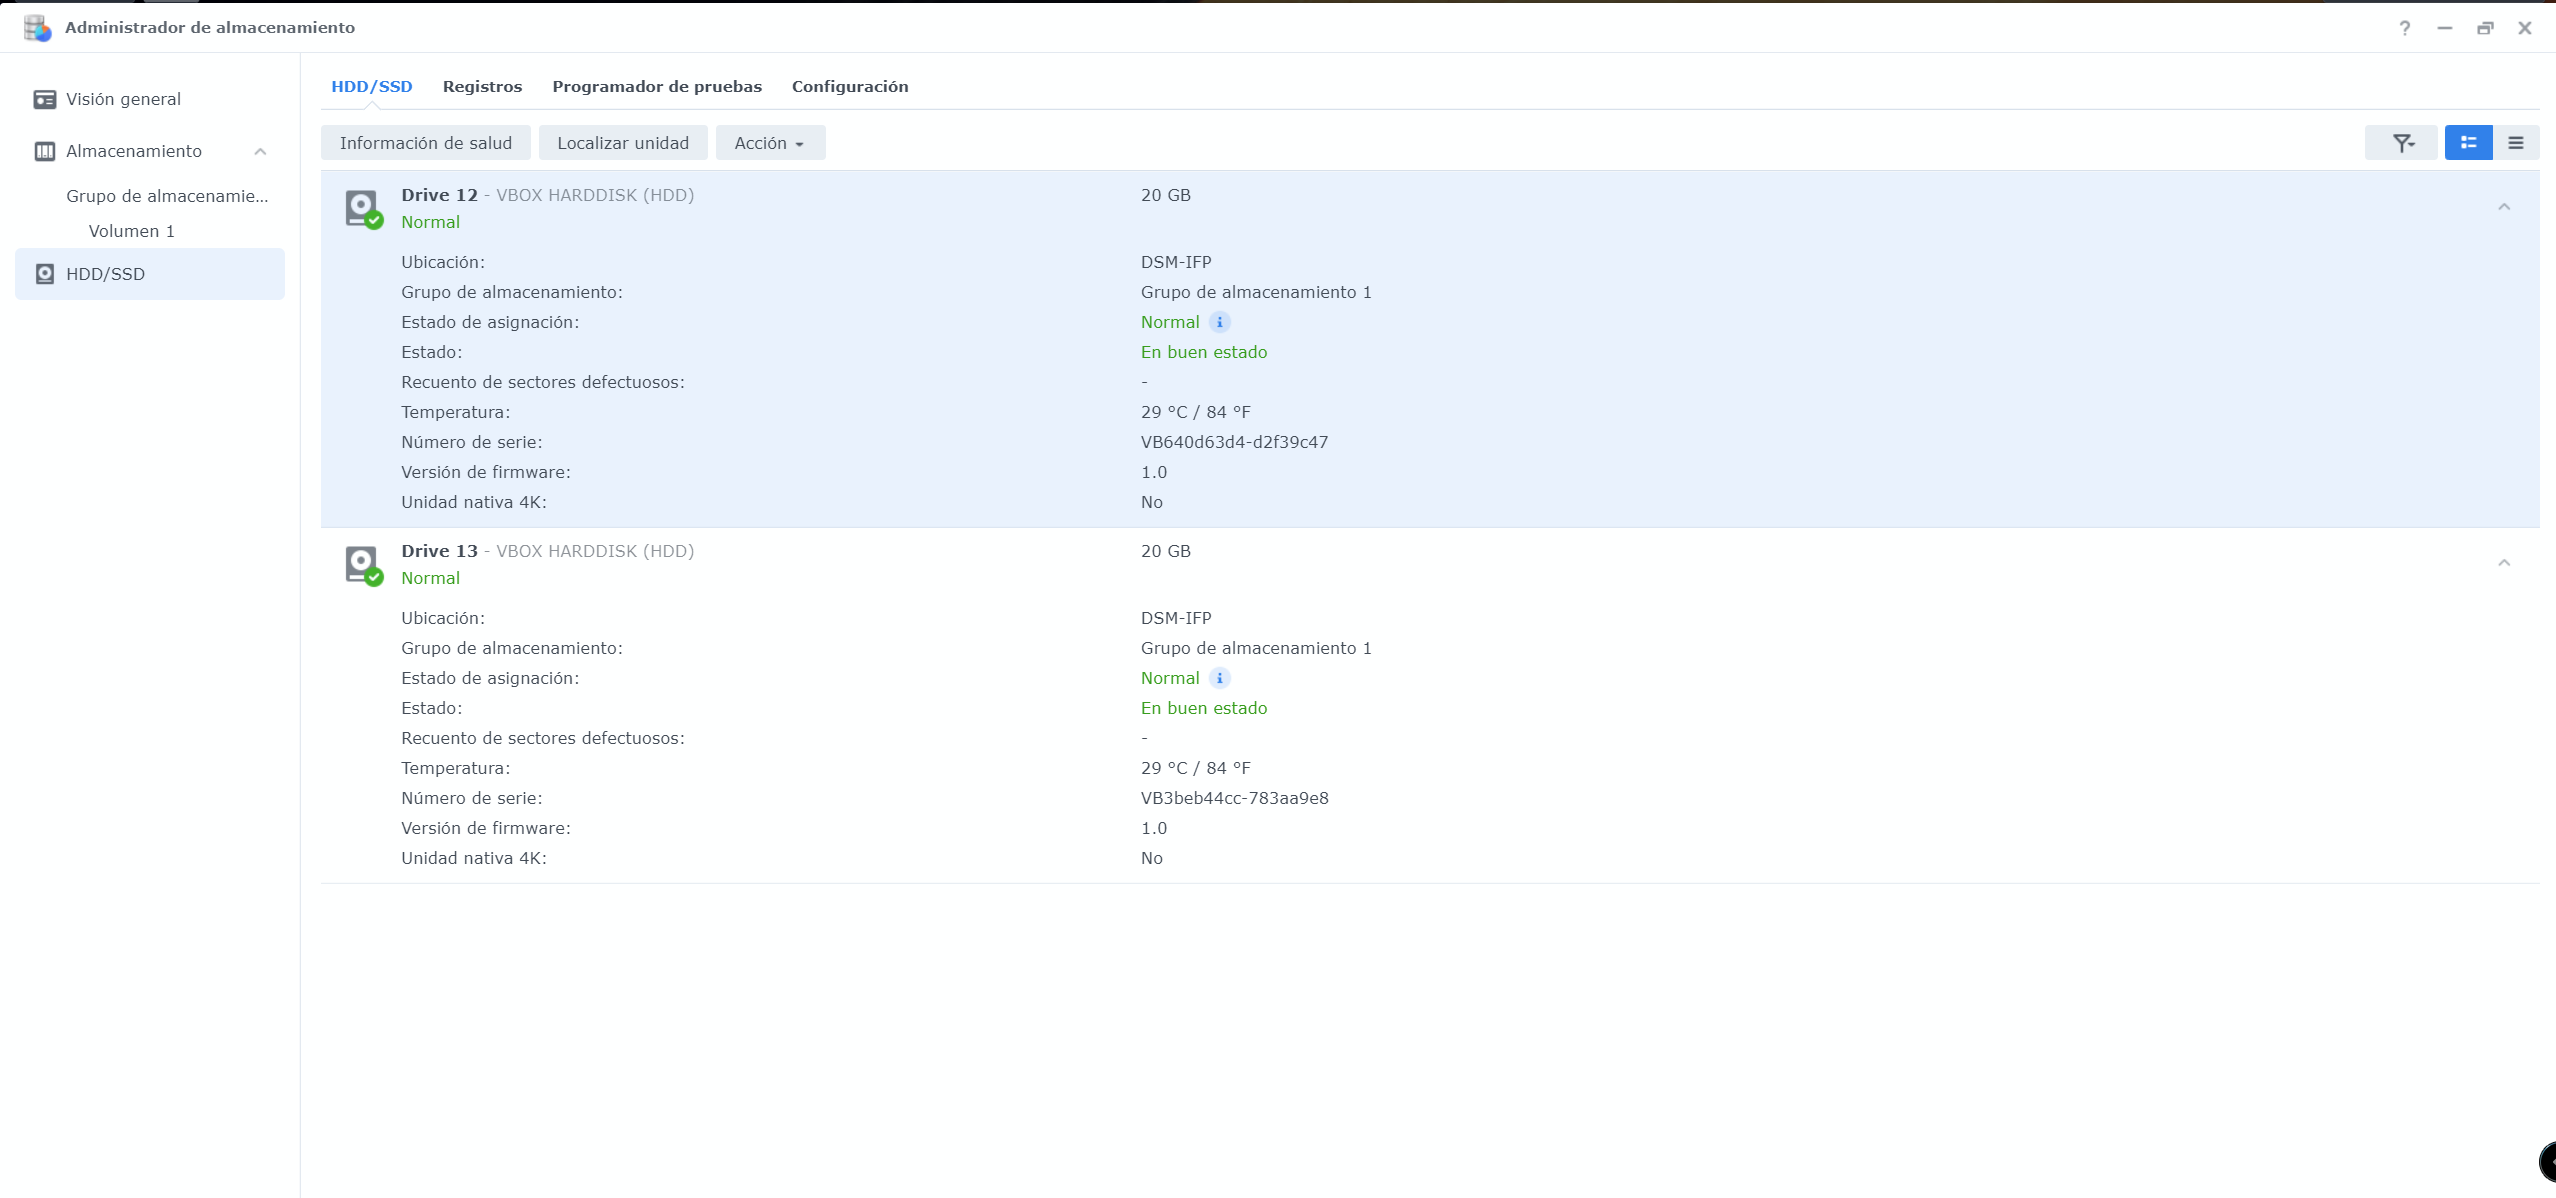 Administrador de almacenamiento
?
Visión general
Almacenamiento
Grupo de almacenamie...
Volumen 1
HDD/SSD
HDD/SSD Registros Programador de pruebas Configuración
Información de salud Localizar unidad Acción
Drive 12 - VBOX HARDDISK (HDD) 20 GB
Normal
Ubicación: DSM-IFP
Grupo de almacenamiento: Grupo de almacenamiento 1
Estado de asignación: Normal i
Estado: En buen estado
Recuento de sectores defectuosos: -
Temperatura: 29 °C / 84 °F
Número de serie: VB640d63d4-d2f39c47
Versión de firmware: 1.0
Unidad nativa 4K: No
Drive 13 - VBOX HARDDISK (HDD) 20 GB
Normal
Ubicación: DSM-IFP
Grupo de almacenamiento: Grupo de almacenamiento 1
Estado de asignación: Normal i
Estado: En buen estado
Recuento de sectores defectuosos: -
Temperatura: 29 °C / 84 °F
Número de serie: VB3beb44cc-783aa9e8
Versión de firmware: 1.0
Unidad nativa 4K: No